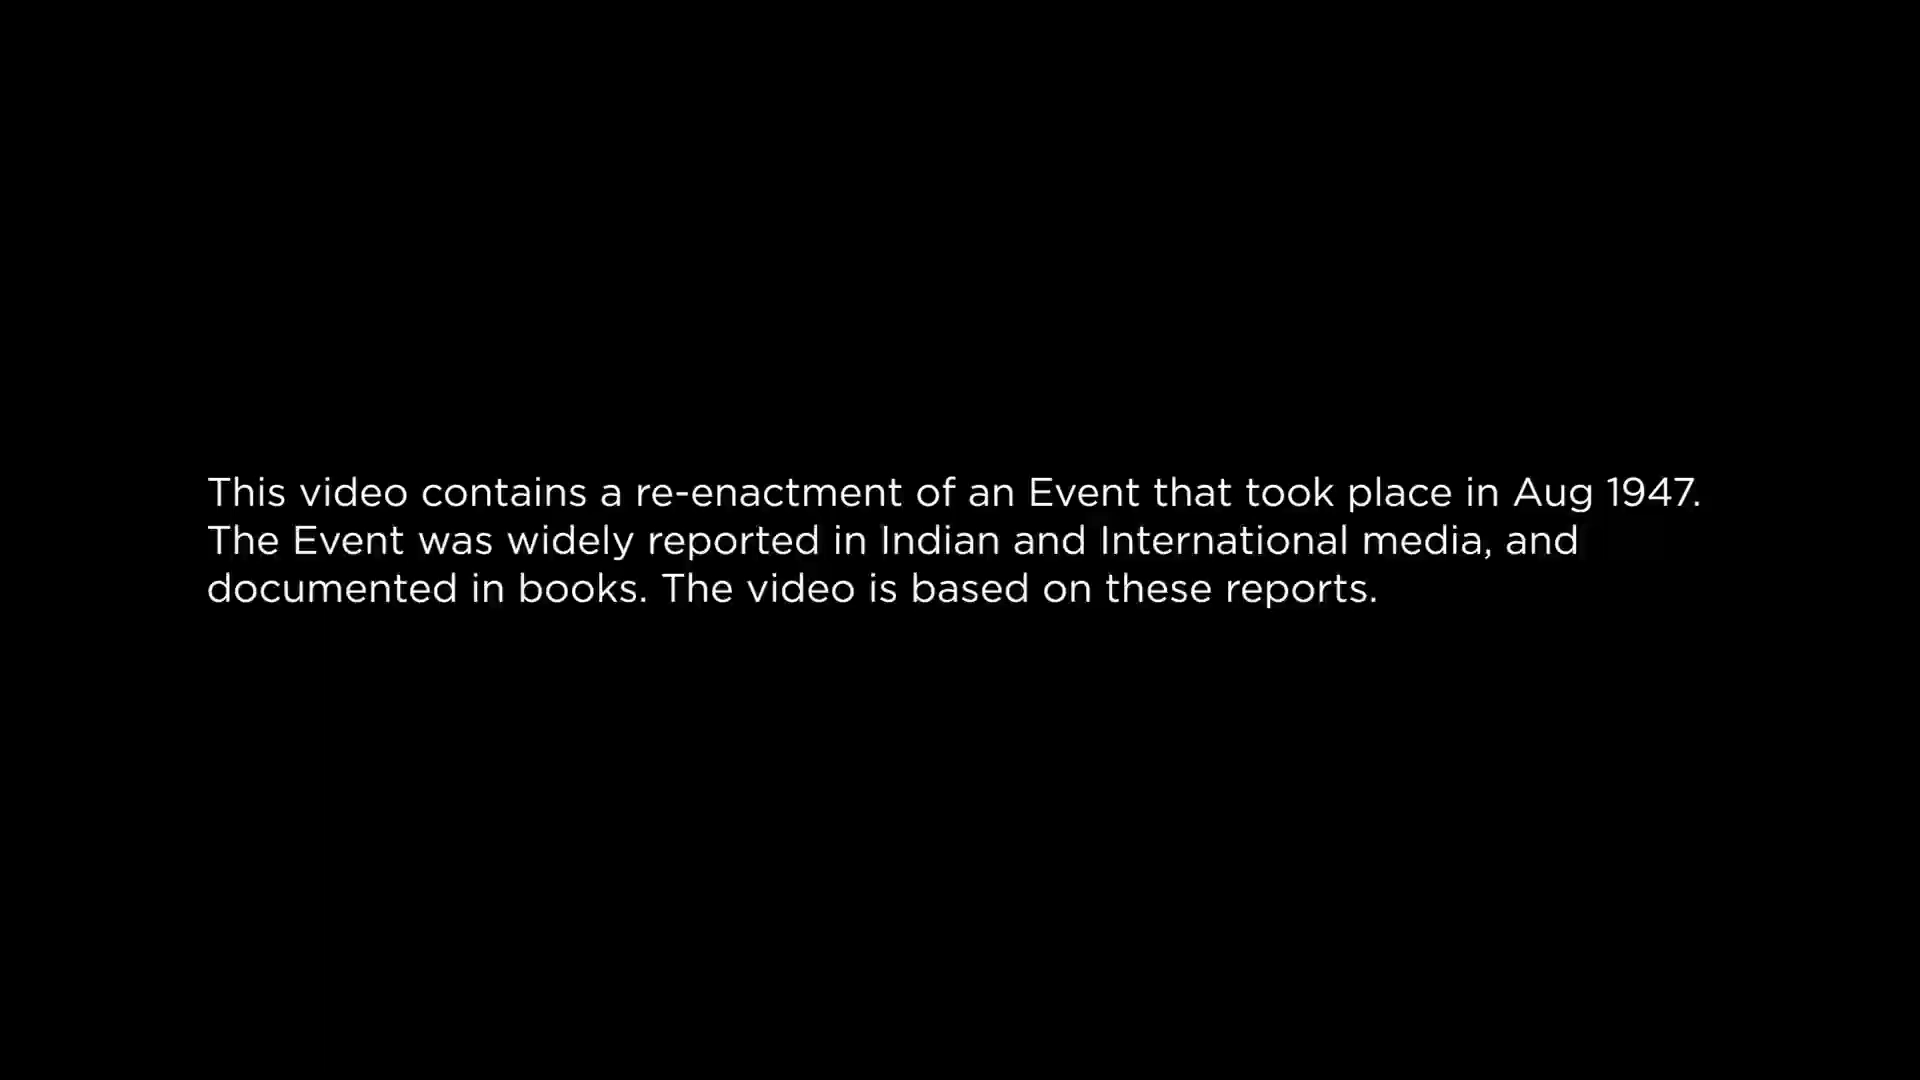 This video contains a re-enactment of an Event that took place in Aug 1947.
The Event was widely reported in Indian and International media, and
documented in books. The video is based on these reports.